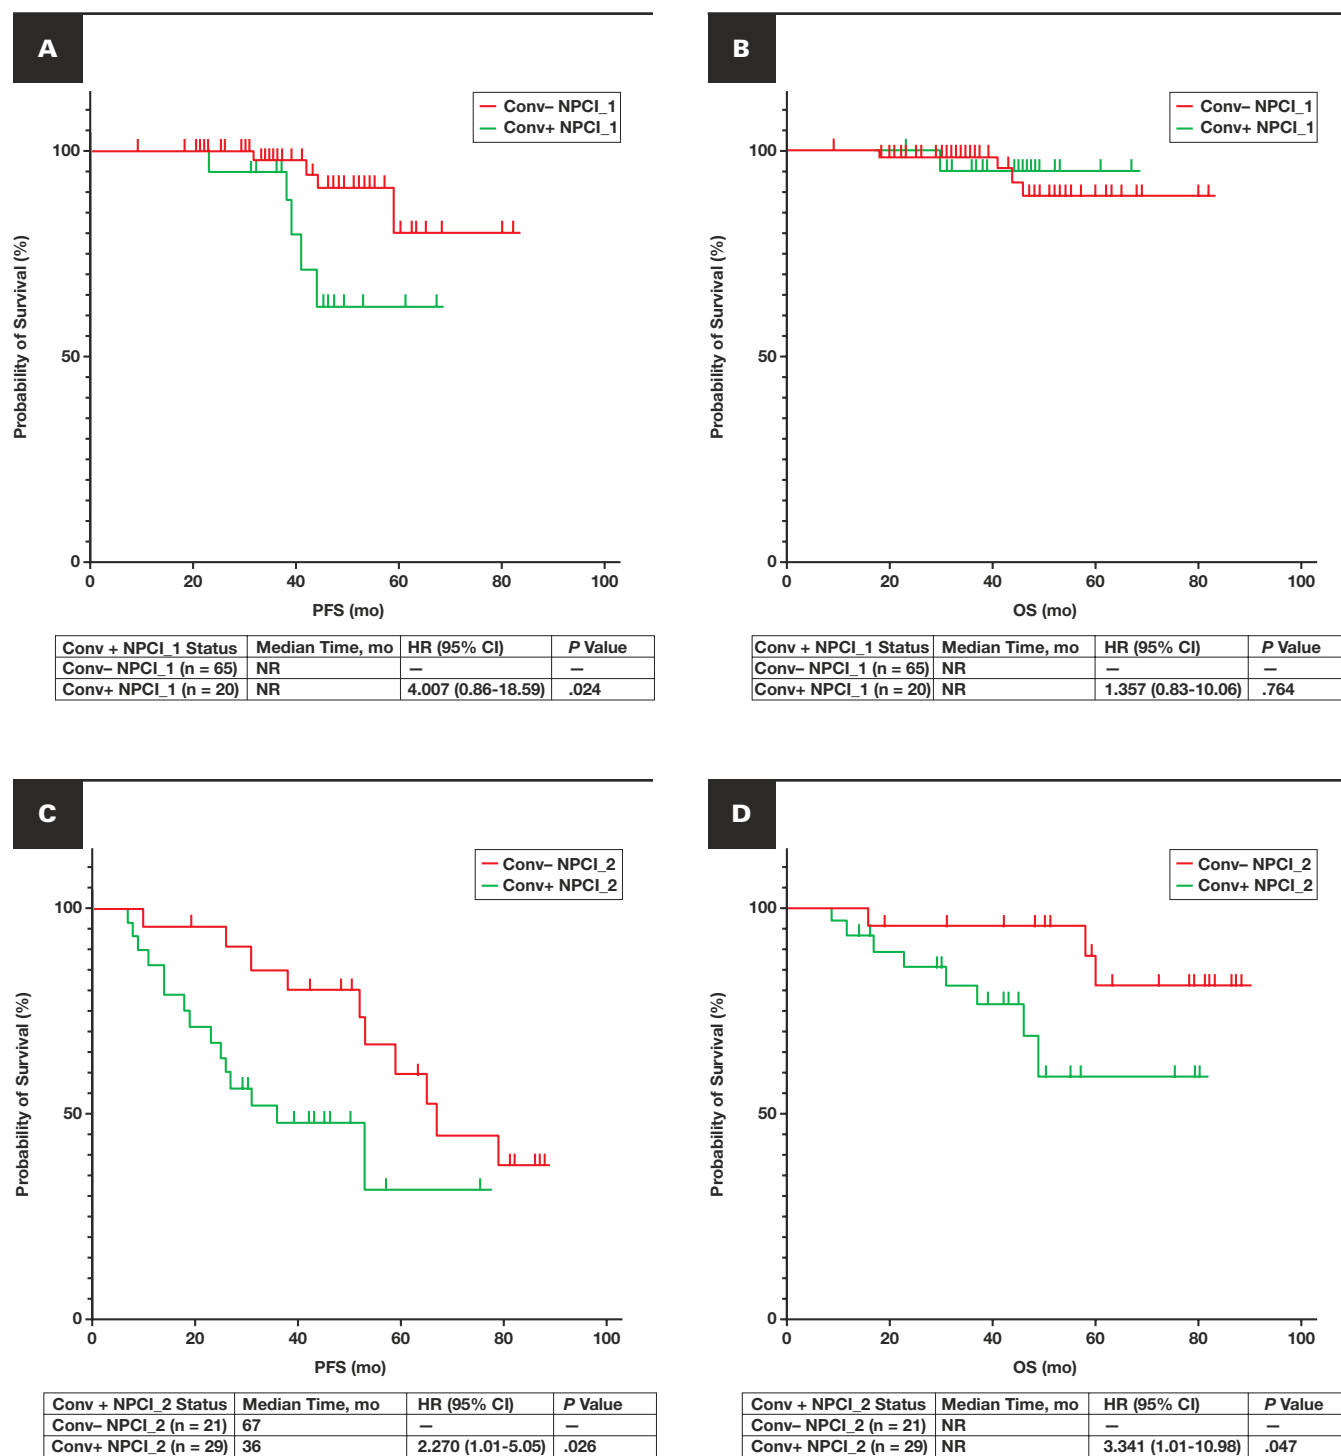 A
Conv– NPCI_1
Conv+ NPCI_1
100
50
0
Probability of Survival (%)
0 20 40 60 80 100
PFS (mo)
Conv + NPCI_1 Status Median Time, mo HR (95% CI) P Value
Conv– NPCI_1 (n = 65) NR — —
Conv+ NPCI_1 (n = 20) NR 4.007 (0.86-18.59) .024
B
Conv– NPCI_1
Conv+ NPCI_1
100
50
0
Probability of Survival (%)
0 20 40 60 80 100
OS (mo)
Conv + NPCI_1 Status Median Time, mo HR (95% CI) P Value
Conv– NPCI_1 (n = 65) NR — —
Conv+ NPCI_1 (n = 20) NR 1.357 (0.83-10.06) .764
C
Conv– NPCI_2
Conv+ NPCI_2
100
50
0
Probability of Survival (%)
0 20 40 60 80 100
PFS (mo)
Conv + NPCI_2 Status Median Time, mo HR (95% CI) P Value
Conv– NPCI_2 (n = 21) 67 — —
Conv+ NPCI_2 (n = 29) 36 2.270 (1.01-5.05) .026
D
Conv– NPCI_2
Conv+ NPCI_2
100
50
0
Probability of Survival (%)
0 20 40 60 80 100
OS (mo)
Conv + NPCI_2 Status Median Time, mo HR (95% CI) P Value
Conv– NPCI_2 (n = 21) NR — —
Conv+ NPCI_2 (n = 29) NR 3.341 (1.01-10.98) .047